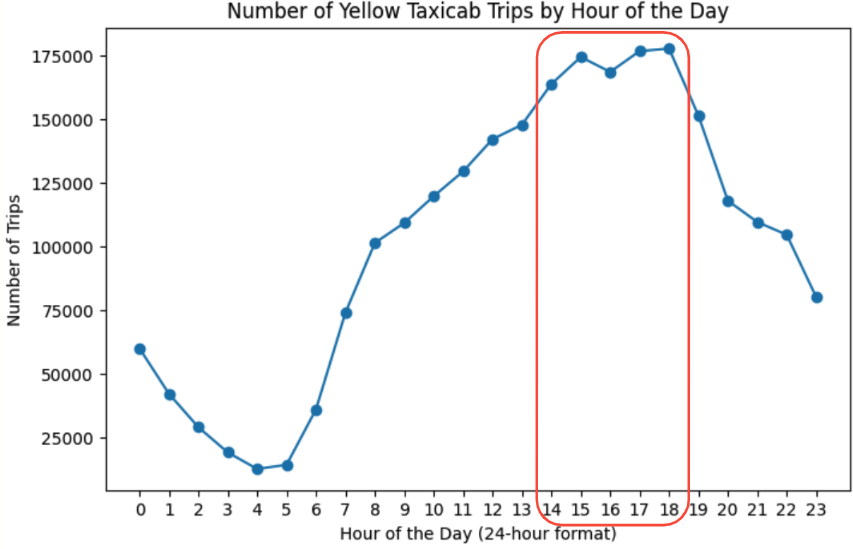 Number of Yellow Taxicab Trips by Hour of the Day
175000
150000
125000
100000
75000
50000
25000
Number of Trips
0 1 2 3 4 5 6 7 8 9 10 11 12 13 14 15 16 17 18 19 20 21 22 23
Hour of the Day (24-hour format)